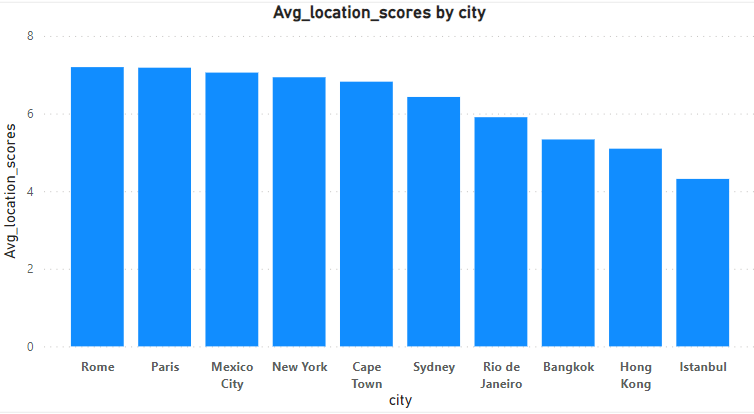 Avg_location_scores by city
Avg_location_scores
8
6
4
2
0
Rome
Paris
Mexico
City
New York
Cape
Town
Sydney
Rio de
Janeiro
Bangkok
Hong
Kong
Istanbul
city